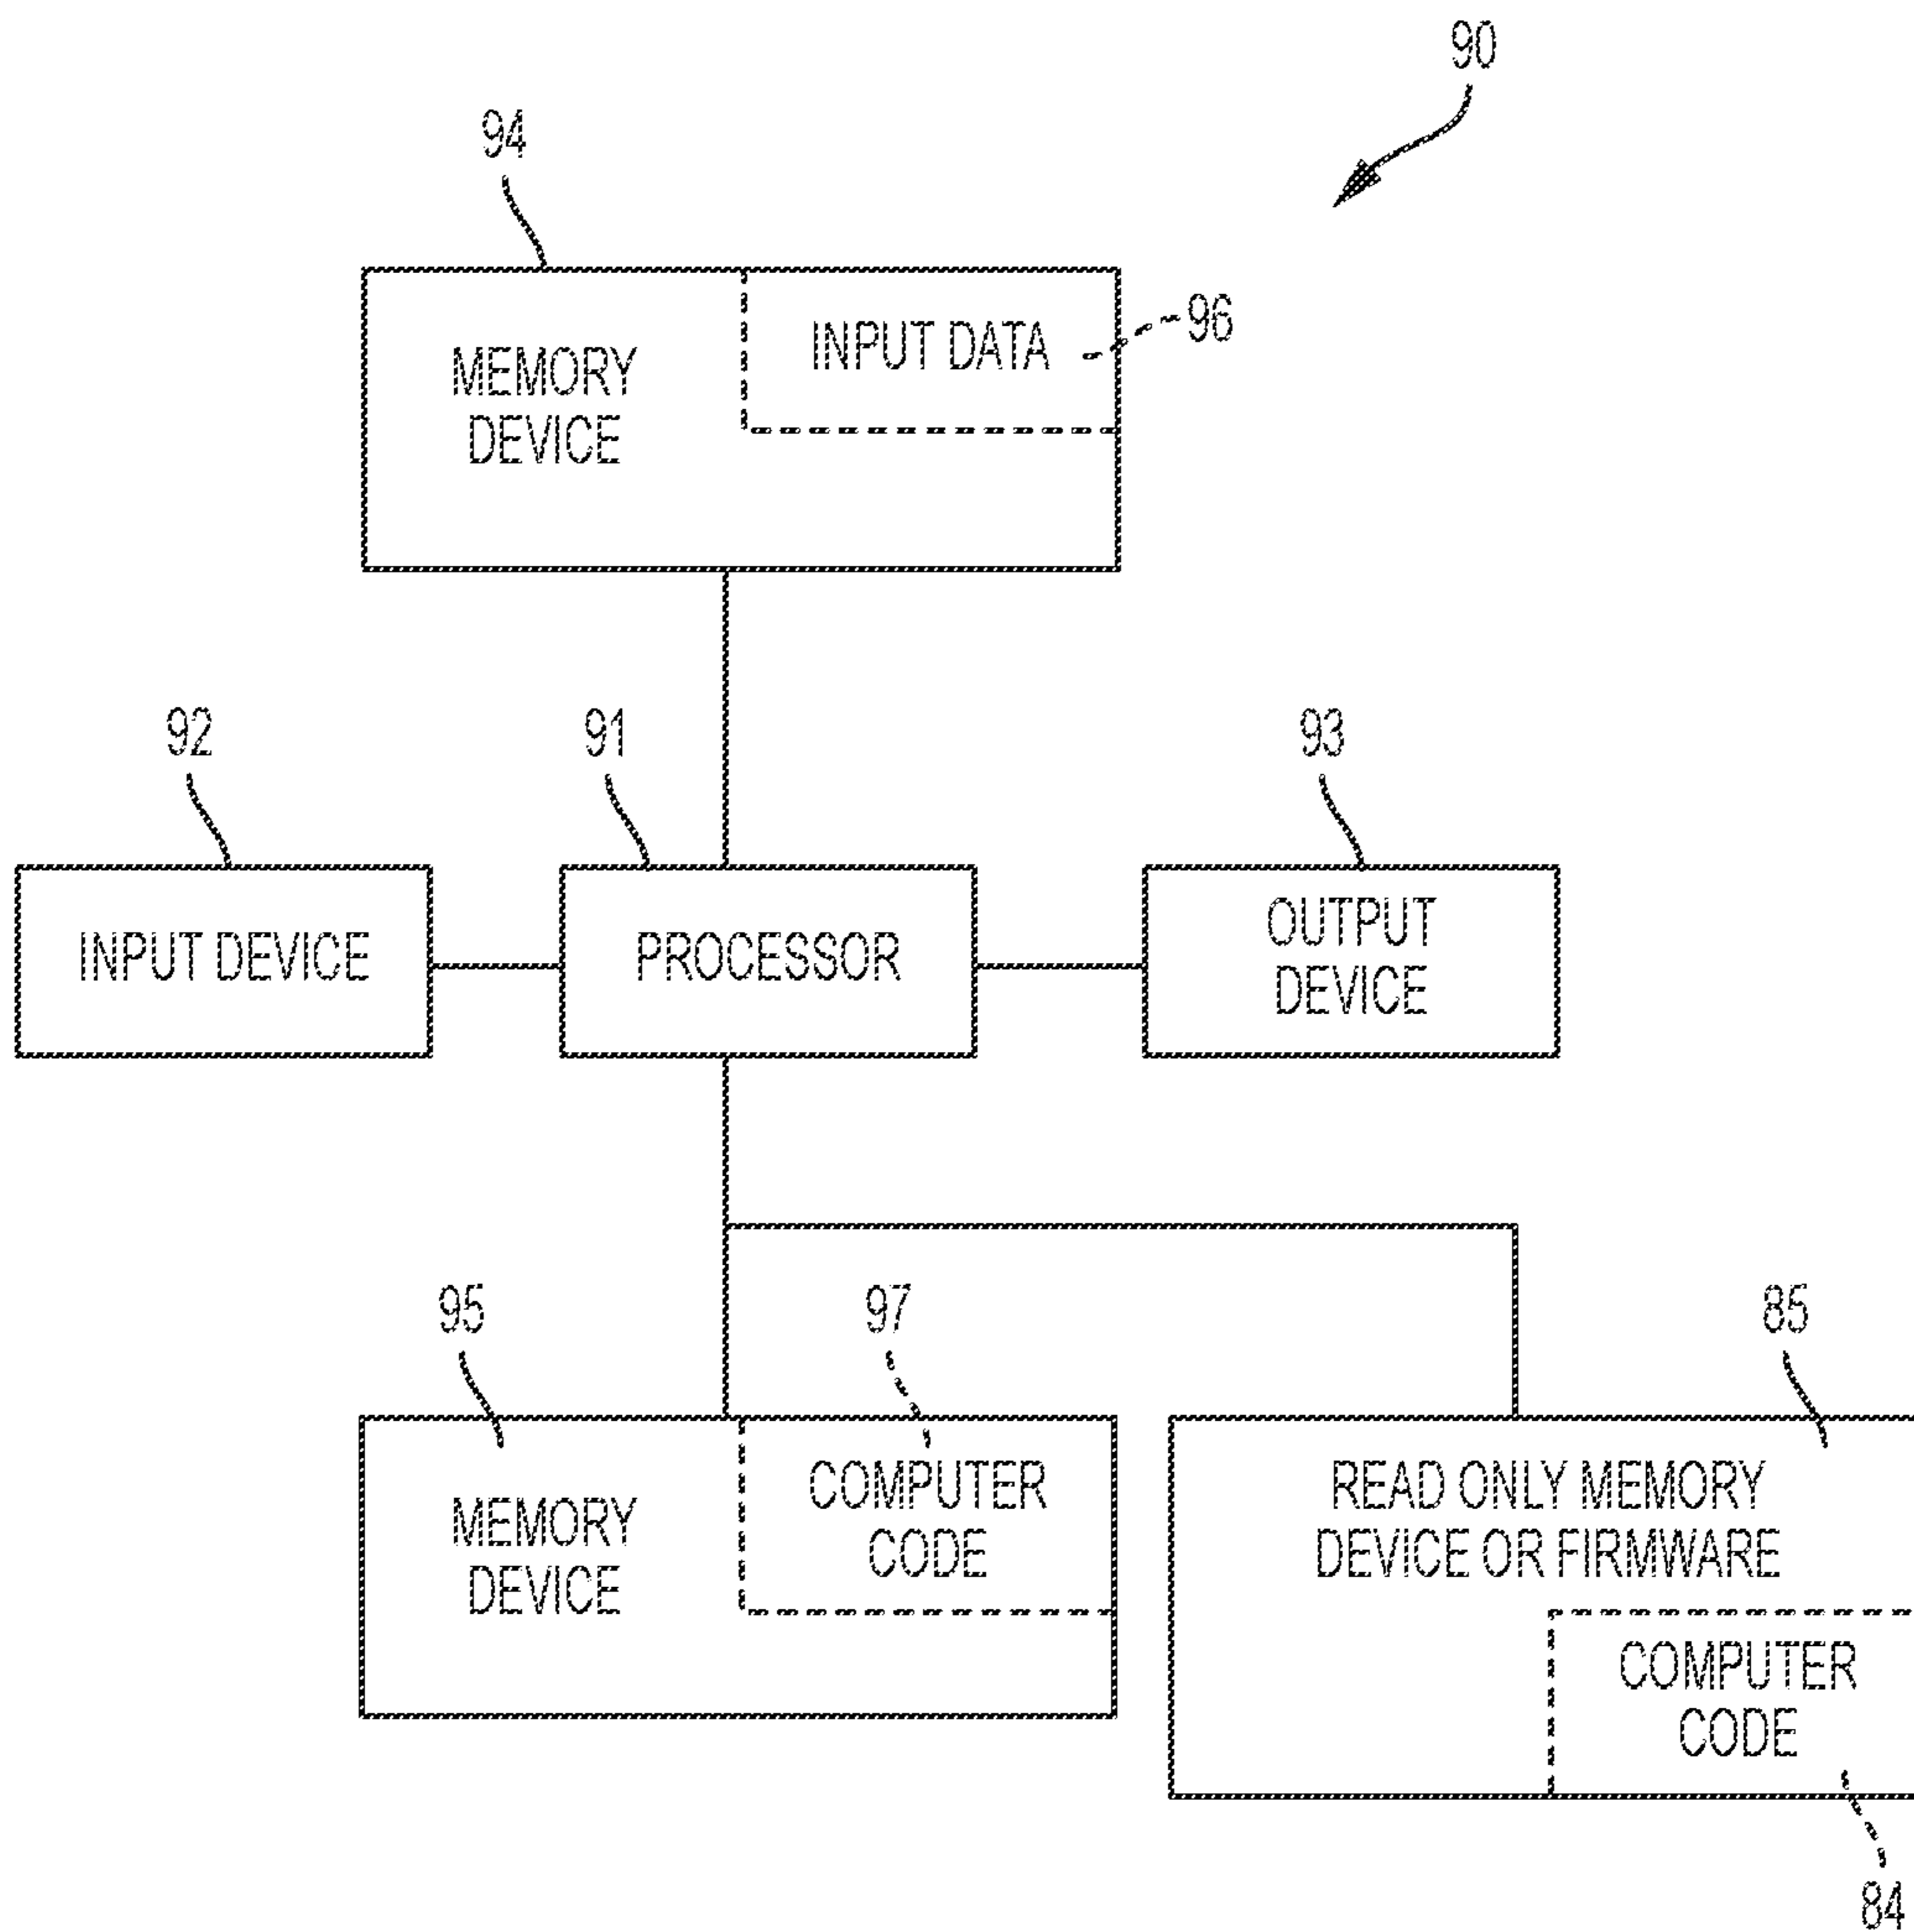 90
94
MEMORY
DEVICE
INPUT DATA
96
92
91
93
INPUT DEVICE
PROCESSOR
OUTPUT
DEVICE
95
97
85
MEMORY
DEVICE
COMPUTER
CODE
READ ONLY MEMORY
DEVICE OR FIRMWARE
COMPUTER
CODE
84